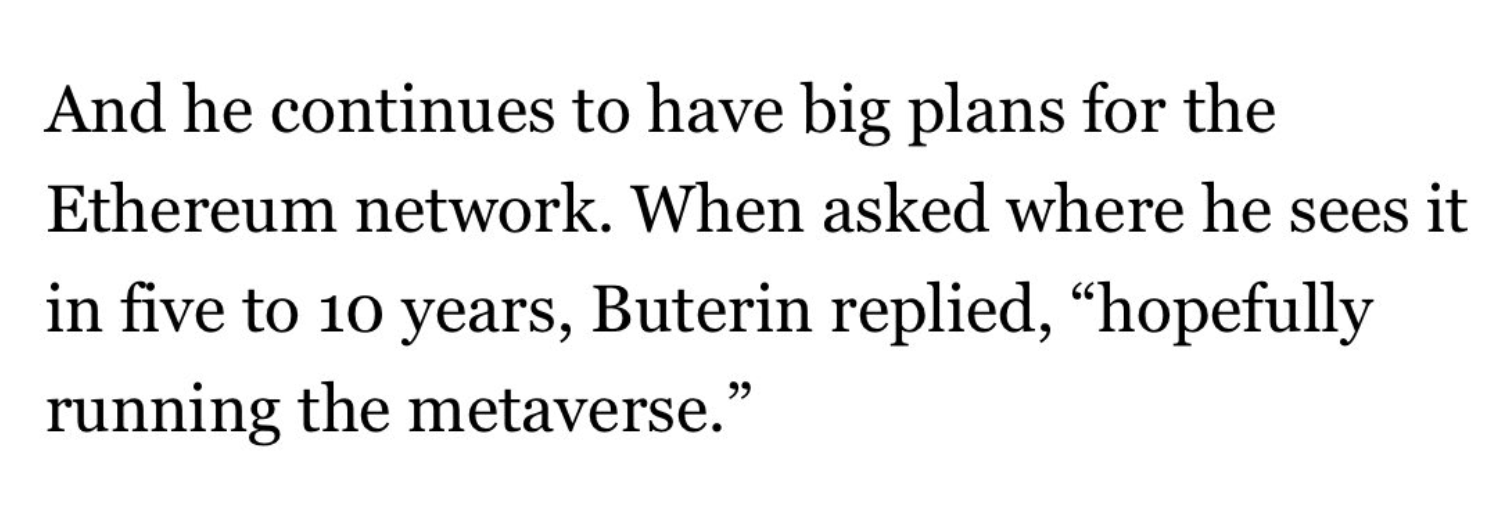 And he continues to have big plans for the
Ethereum network. When asked where he sees it
in five to 10 years, Buterin replied, “hopefully
running the metaverse.”